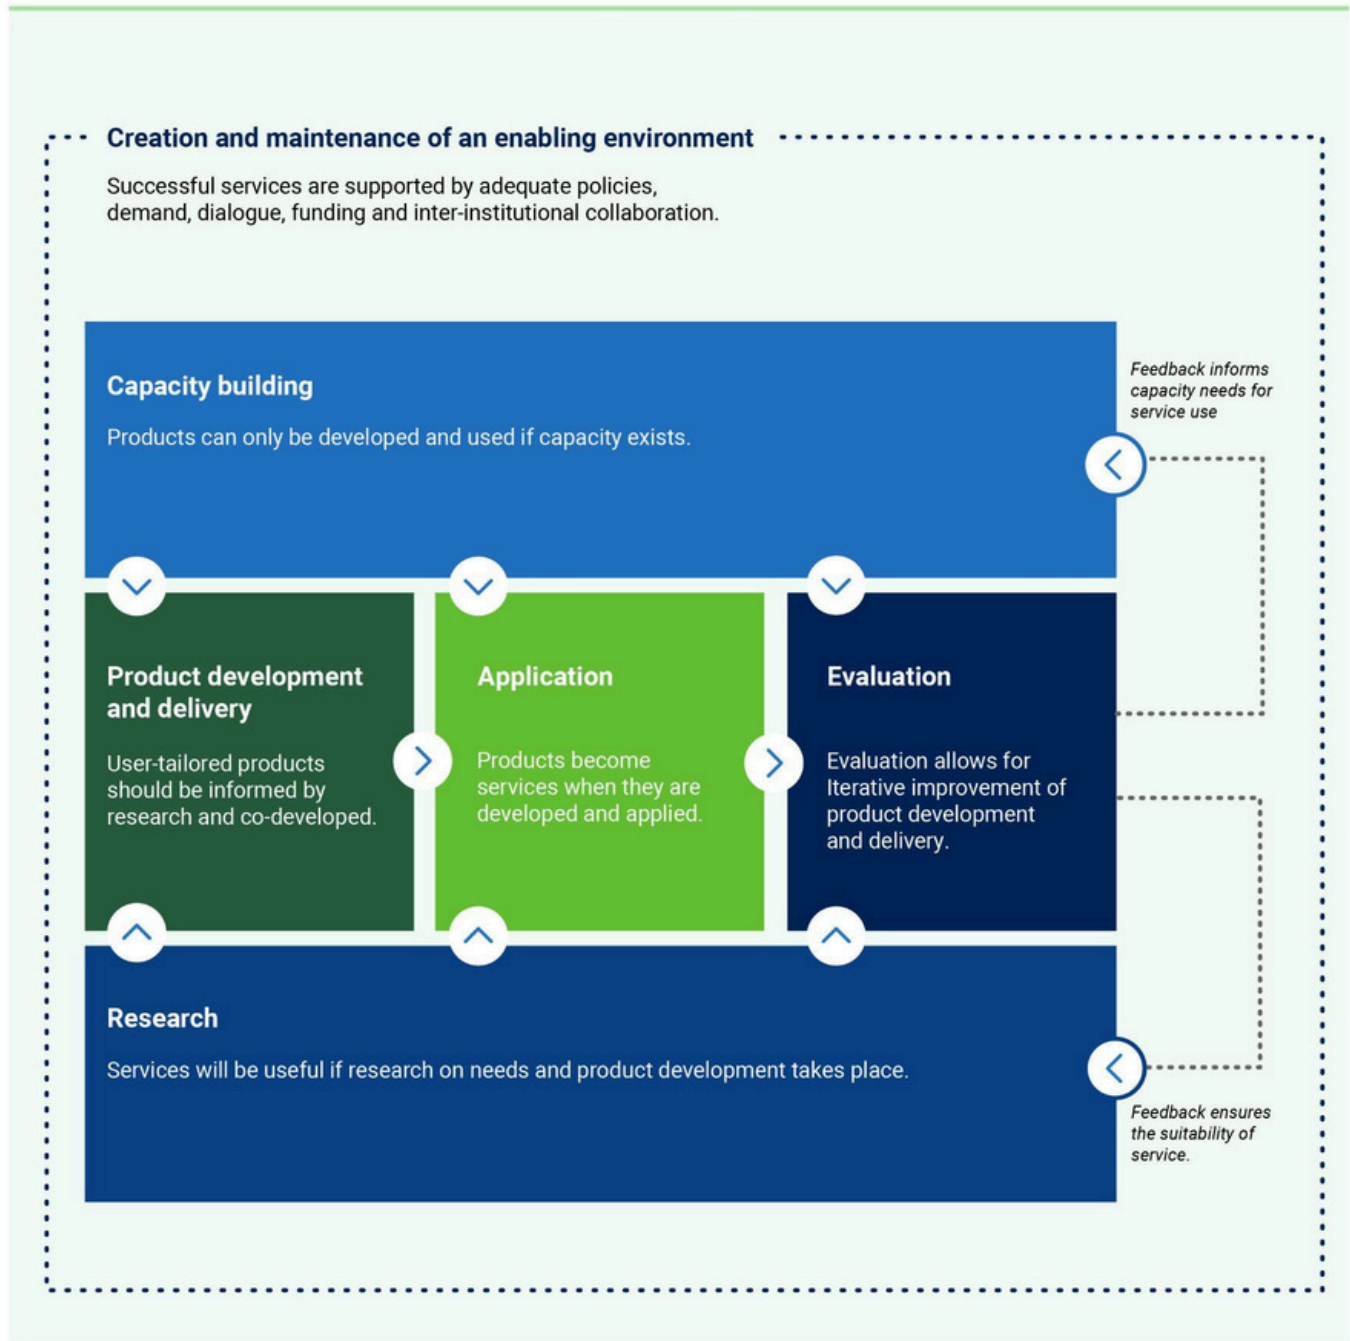 Creation and maintenance of an enabling environment
Successful services are supported by adequate policies,
demand, dialogue, funding and inter-institutional collaboration.
Capacity building
Products can only be developed and used if capacity exists.
Feedback informs
capacity needs for
service use
Product development
and delivery
User-tailored products
should be informed by
research and co-developed.
Application
Products become
services when they are
developed and applied.
Evaluation
Evaluation allows for
Iterative improvement of
product development
and delivery.
Research
Services will be useful if research on needs and product development takes place.
Feedback ensures
the suitability of
service.